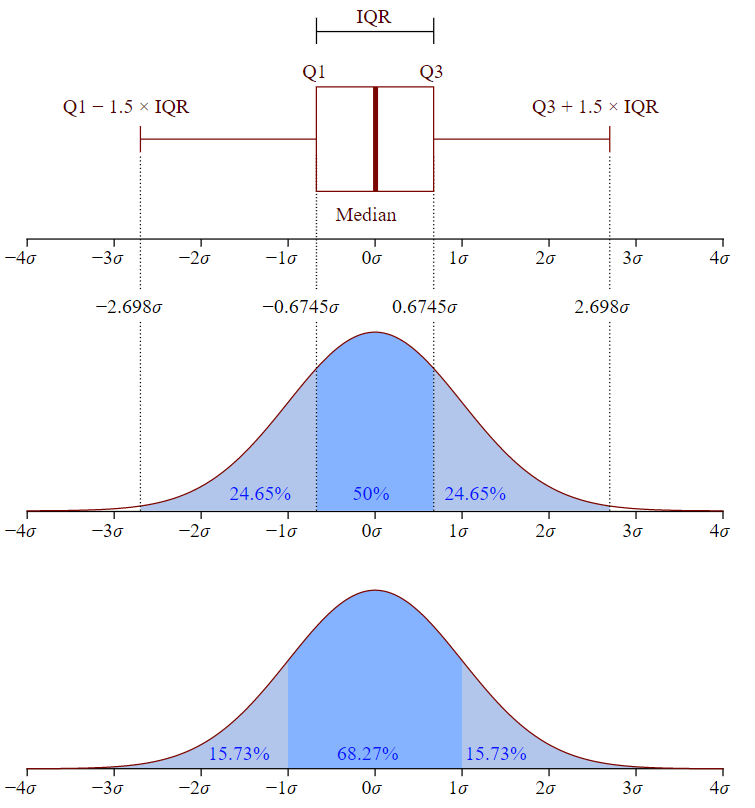 IQR
Q1 Q3
Q1 − 1.5 × IQR Q3 + 1.5 × IQR
Median
−4σ −3σ −2σ −1σ 0σ 1σ 2σ 3σ 4σ
−2.698σ −0.6745σ 0.6745σ 2.698σ
24.65% 50% 24.65%
−4σ −3σ −2σ −1σ 0σ 1σ 2σ 3σ 4σ
15.73% 68.27% 15.73%
−4σ −3σ −2σ −1σ 0σ 1σ 2σ 3σ 4σ